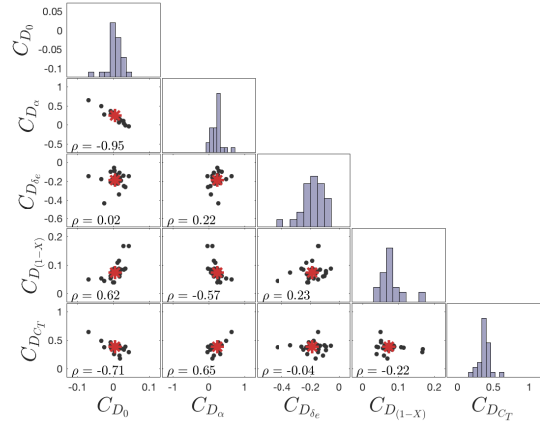 0.05
0
-0.05
-0.1
C_{D_0}
1
0.5
0
C_{D_α}
ρ = -0.95
0
-0.2
-0.4
-0.6
C_{D_{δ_e}}
ρ = 0.02
ρ = 0.22
0.2
0.1
0
C_{D_{(1-X)}}
ρ = 0.62
ρ = -0.57
ρ = 0.23
1
0.5
0
C_{D_{C_T}}
ρ = -0.71
ρ = 0.65
ρ = -0.04
ρ = -0.22
-0.1 0 0.1 -1 0 1 -0.4 -0.2 0 0 0.1 0.2 0 0.5 1
C_{D_0} C_{D_α} C_{D_{δ_e}} C_{D_{(1-X)}} C_{D_{C_T}}